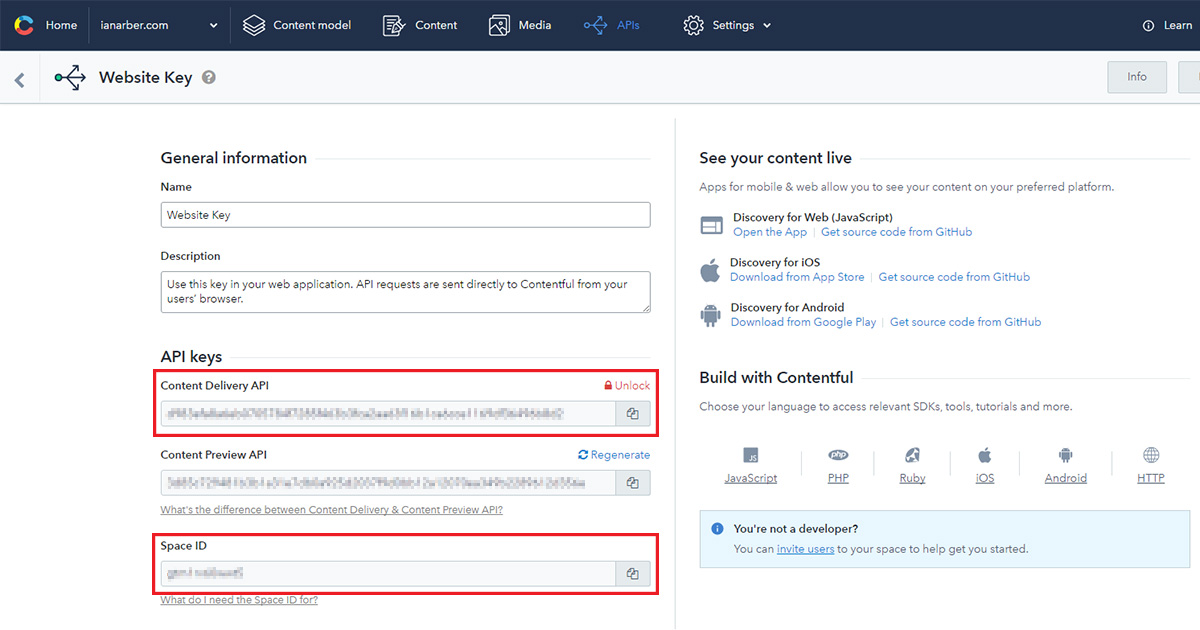 Home
ianarber.com
Content model
Content
Media
APIs
Settings
Learn
Website Key
Info
General information
Name
Website Key
Description
Use this key in your web application. API requests are sent directly to Contentful from your
users' browser.
API keys
Content Delivery API
Unlock
Content Preview API
Regenerate
What's the difference between Content Delivery & Content Preview API?
Space ID
What do I need the Space ID for?
See your content live
Apps for mobile & web allow you to see your content on your preferred platform.
Discovery for Web (JavaScript)
Open the App | Get source code from GitHub
Discovery for iOS
Download from App Store | Get source code from GitHub
Discovery for Android
Download from Google Play | Get source code from GitHub
Build with Contentful
Choose your language to access relevant SDKs, tools, tutorials and more.
JS
php
JavaScript
PHP
Ruby
iOS
Android
HTTP
You're not a developer?
You can invite users to your space to help get you started.